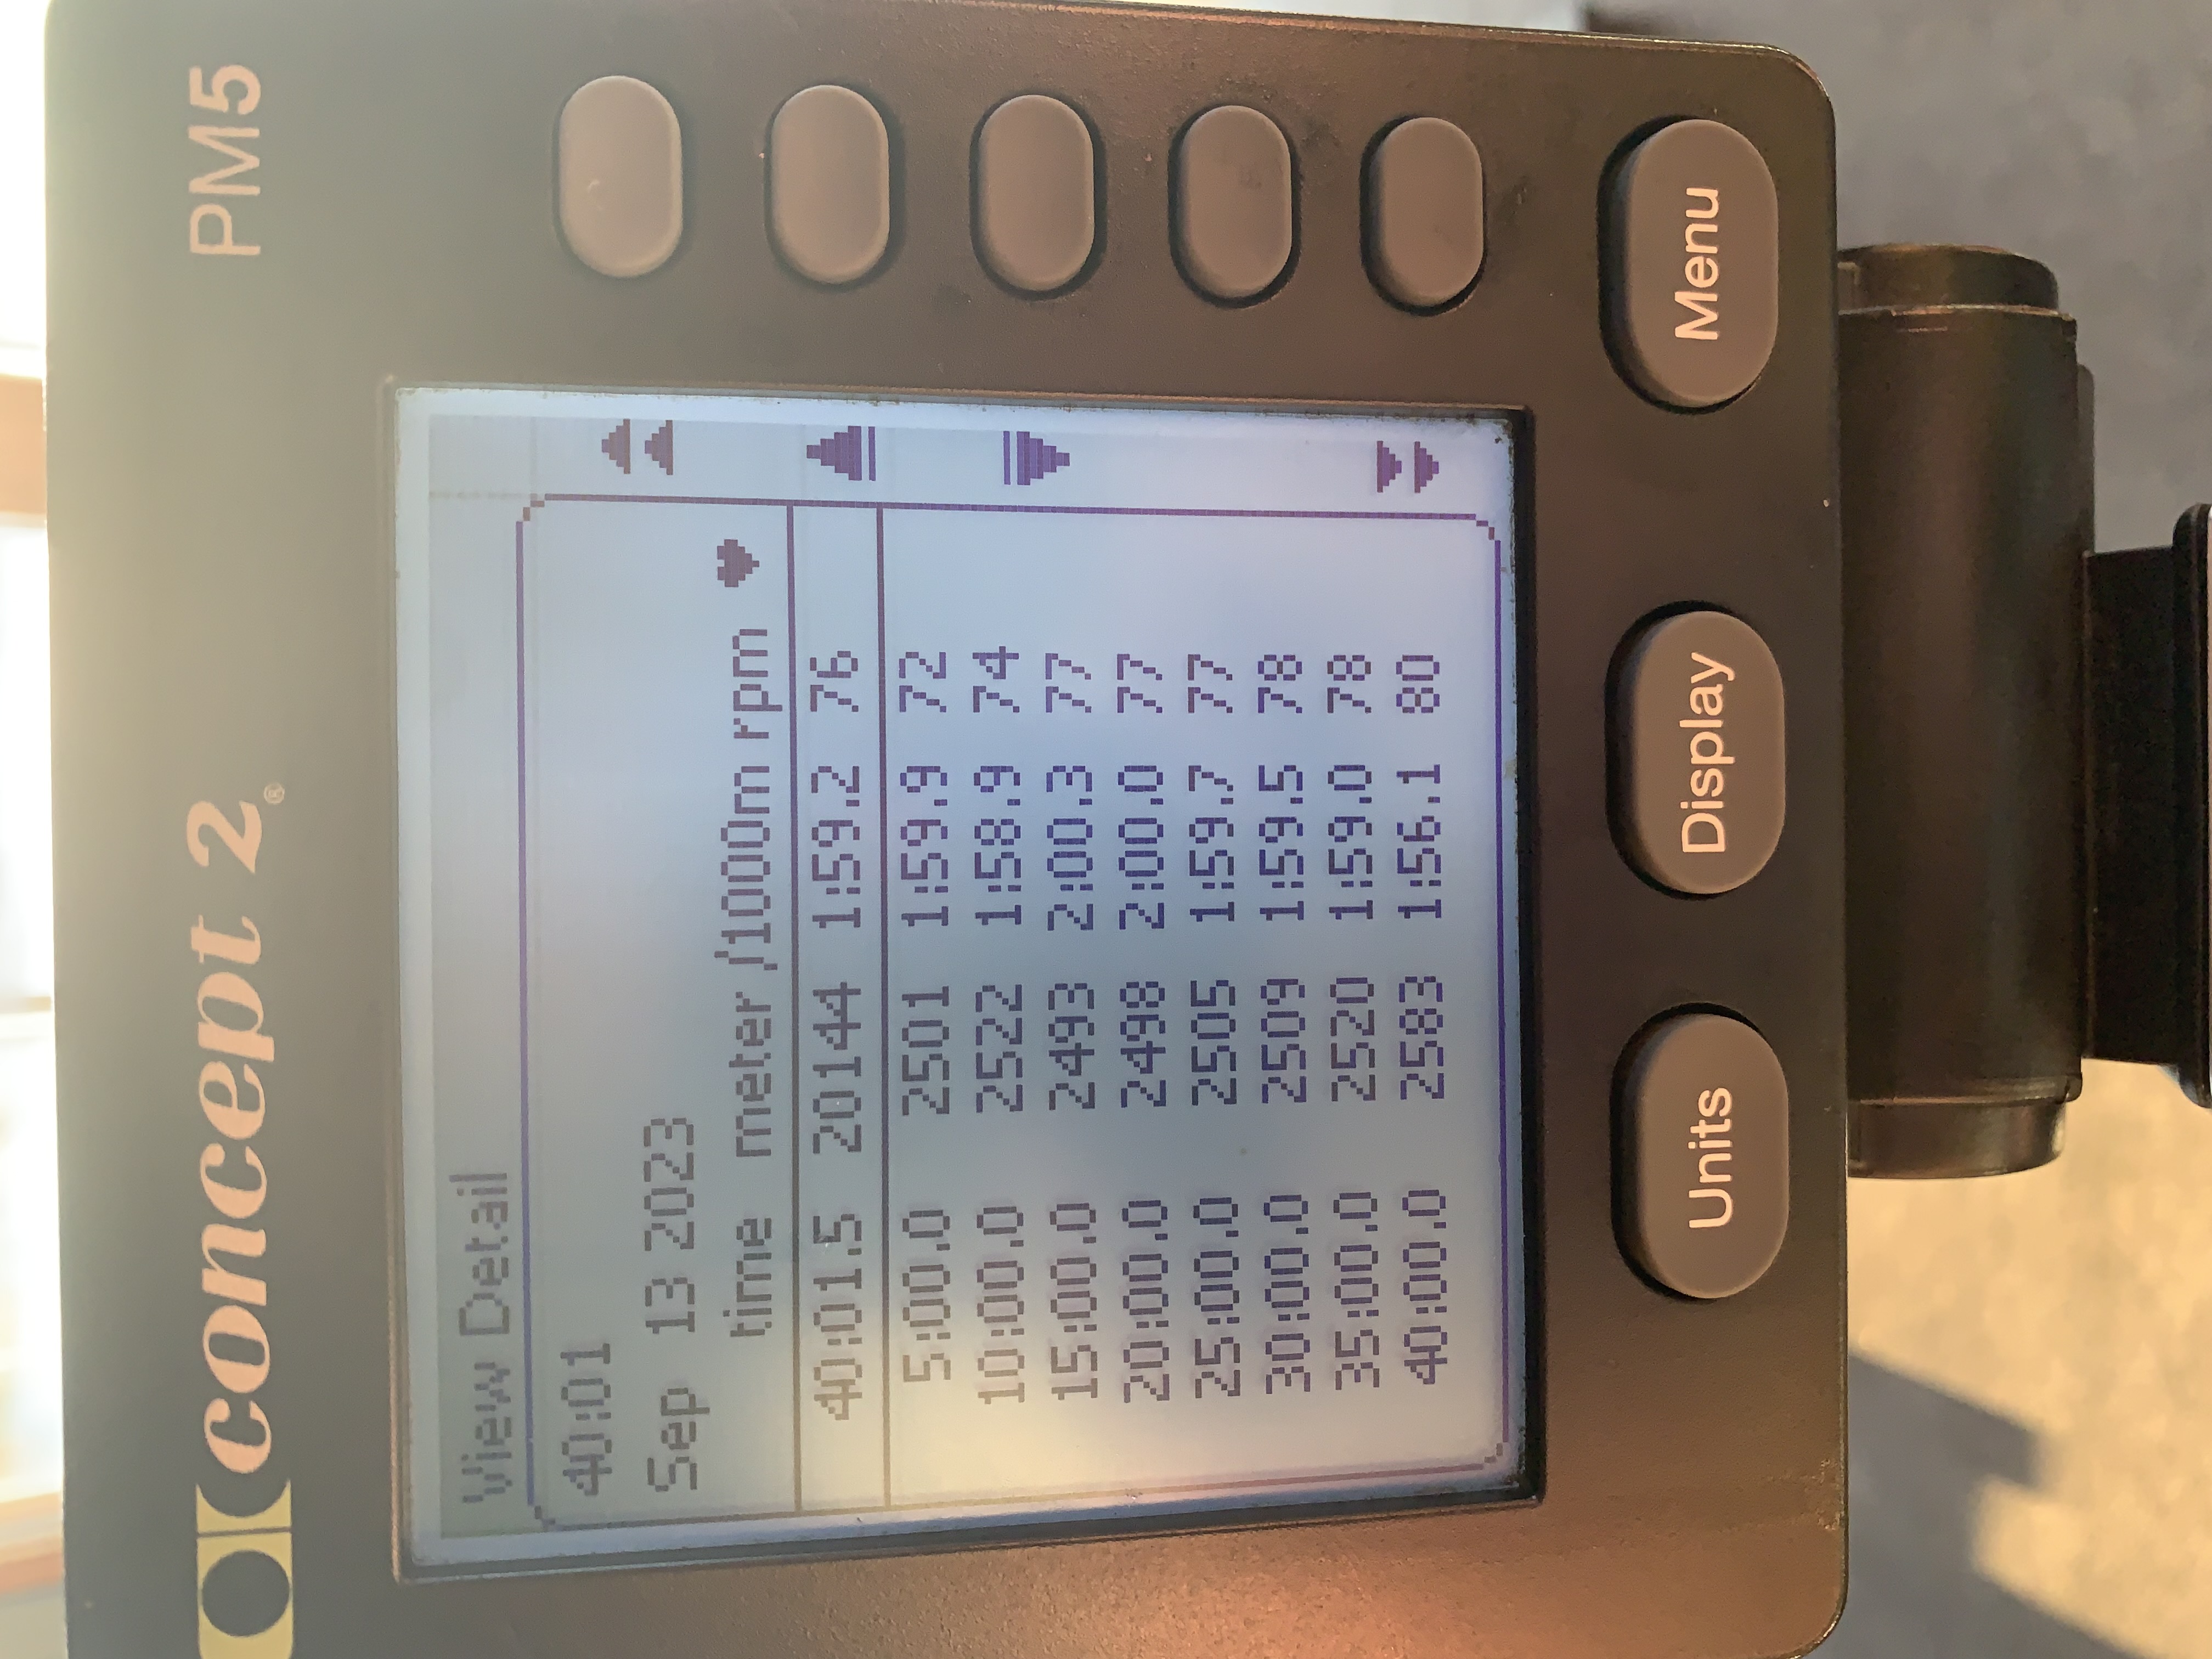 concept 2®
PM5
View Detail
40:01
Sep 13 2023
time meter /1000m rpm ♥
40:01.5 20144 1:59.2 76
5:00.0 2501 1:59.9 72
10:00.0 2522 1:58.9 74
15:00.0 2493 2:00.3 77
20:00.0 2498 2:00.0 77
25:00.0 2505 1:59.7 77
30:00.0 2509 1:59.5 78
35:00.0 2520 1:59.0 78
40:00.0 2583 1:56.1 80
Units Display Menu